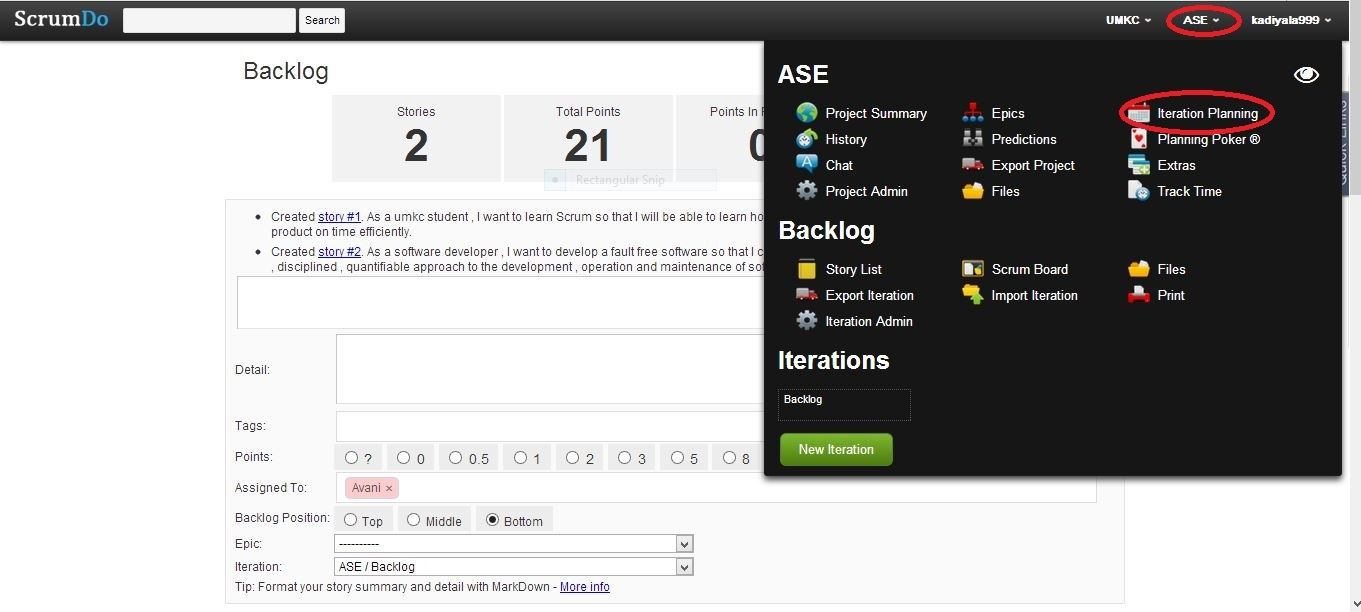 ScrumDo
Search
UMKC
ASE
kadiyala999
Backlog
Stories
2
Total Points
21
Points In
0
Rectangular Snip
Created story #1. As a umkc student , I want to learn Scrum so that I will be able to learn
product on time efficiently.
Created story #2. As a software developer , I want to develop a fault free software so that I
, disciplined , quantifiable approach to the development , operation and maintenance of
Detail:
Tags:
Points:
? 0 0.5 1 2 3 5 8
Assigned To:
Avani ×
Backlog Position:
Top Middle Bottom
Epic:
----------
Iteration:
ASE / Backlog
Tip: Format your story summary and detail with MarkDown - More info
ASE
Project Summary Epics Iteration Planning
History Predictions Planning Poker ®
Chat Export Project Extras
Project Admin Files Track Time
Backlog
Story List Scrum Board Files
Export Iteration Import Iteration Print
Iteration Admin
Iterations
Backlog
New Iteration